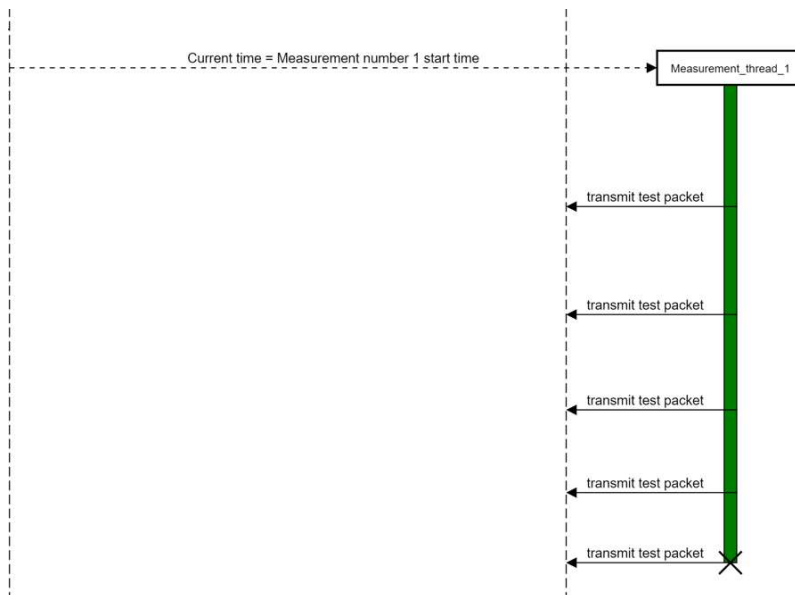 Current time = Measurement number 1 start time
Measurement_thread_1
transmit test packet
transmit test packet
transmit test packet
transmit test packet
transmit test packet